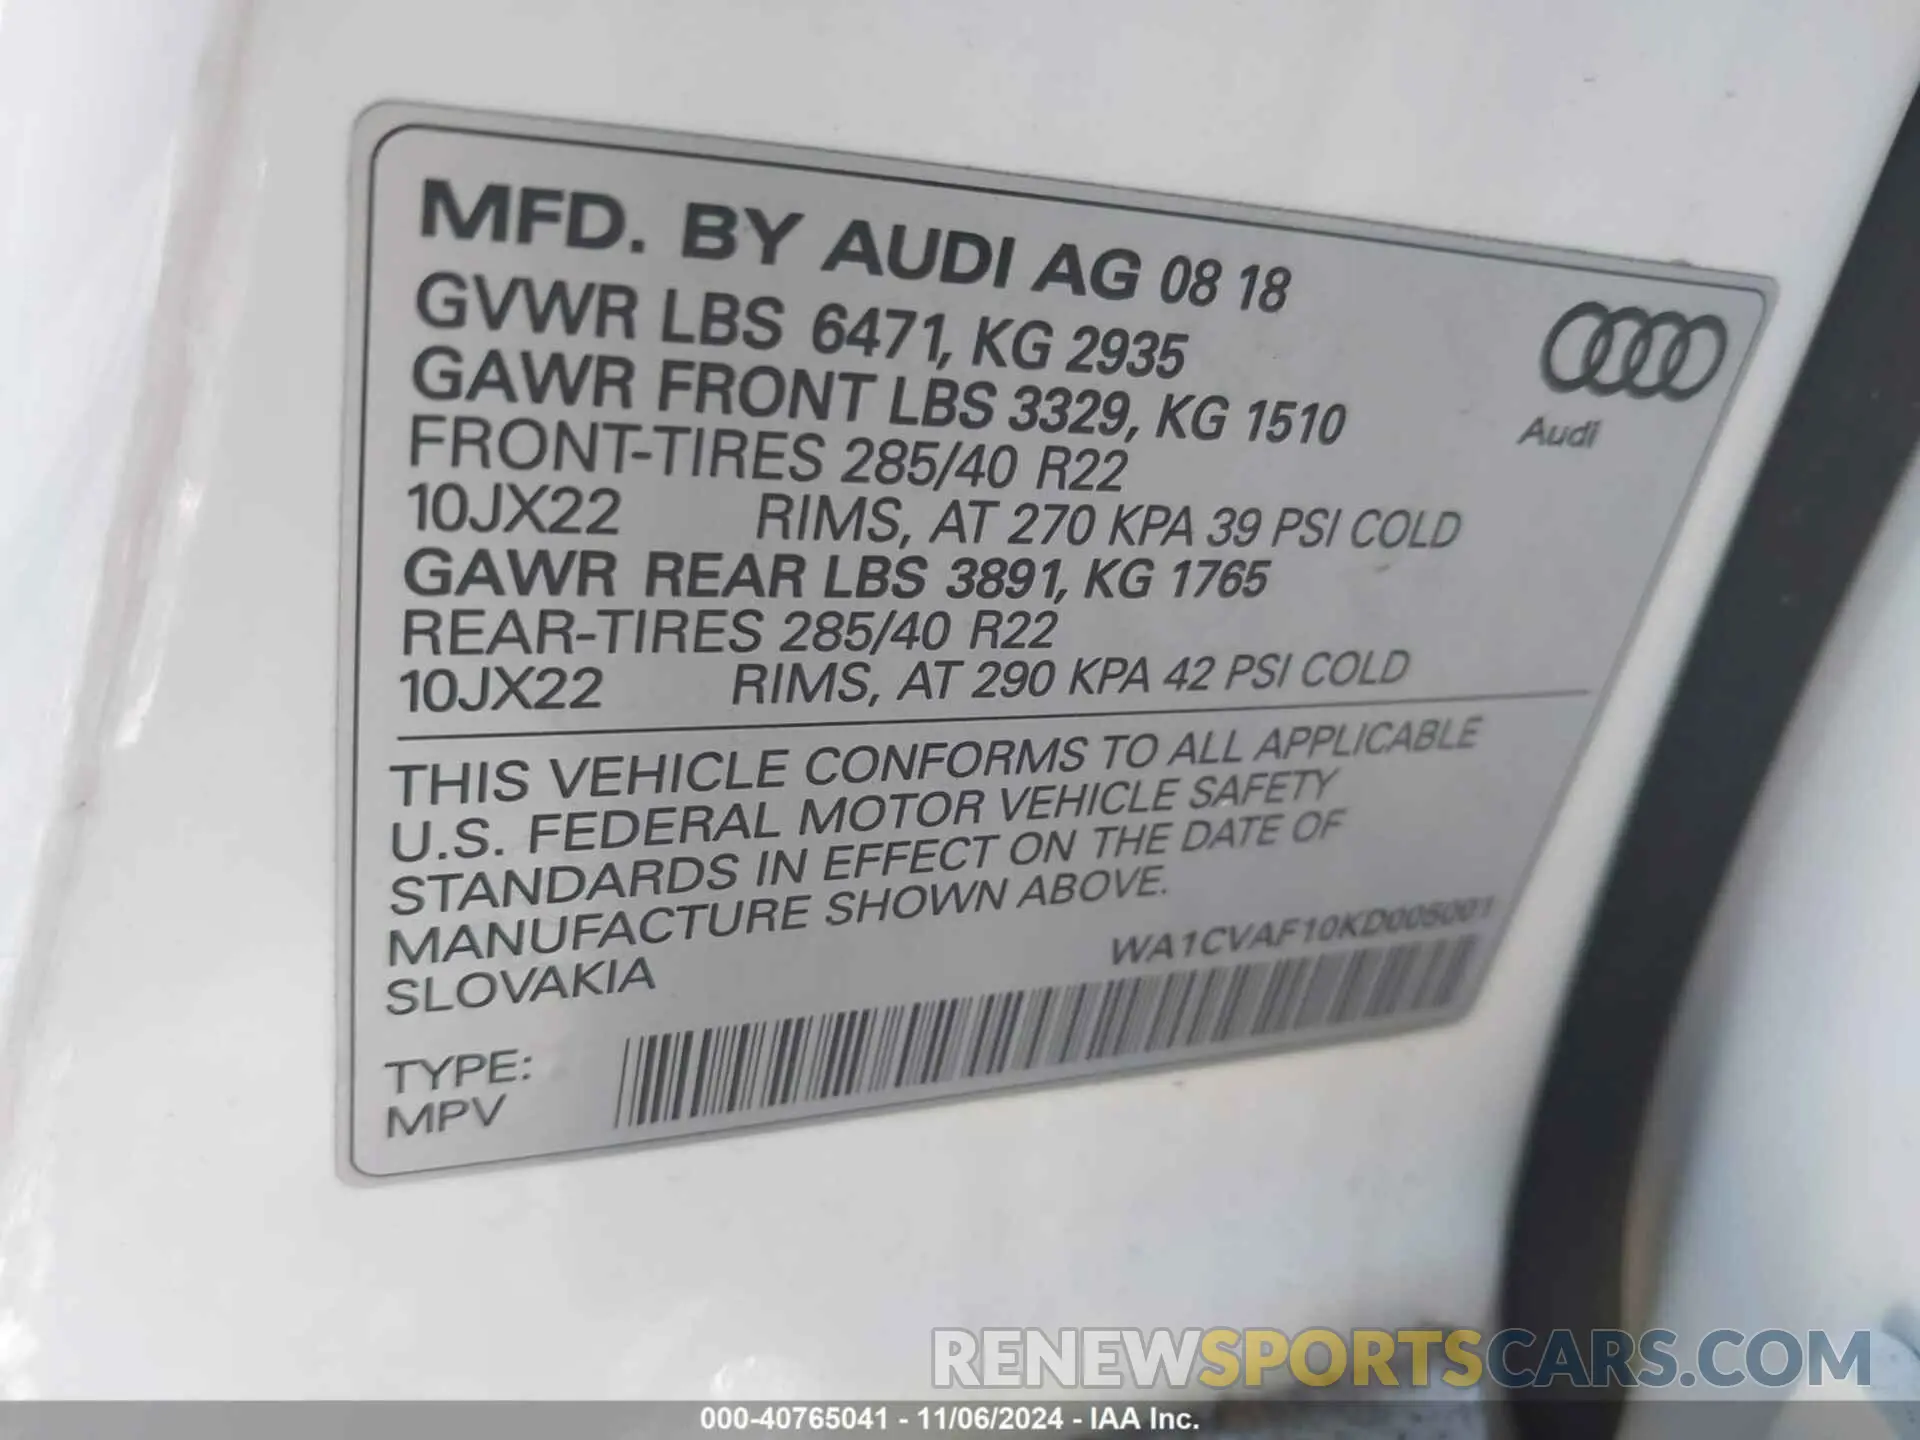 MFD. BY AUDI AG 08 18
GVWR LBS 6471, KG 2935
GAWR FRONT LBS 3329, KG 1510
FRONT-TIRES 285/40 R22
10JX22 RIMS, AT 270 KPA 39 PSI COLD
GAWR REAR LBS 3891, KG 1765
REAR-TIRES 285/40 R22
10JX22 RIMS, AT 290 KPA 42 PSI COLD
Audi
THIS VEHICLE CONFORMS TO ALL APPLICABLE
U.S. FEDERAL MOTOR VEHICLE SAFETY
STANDARDS IN EFFECT ON THE DATE OF
MANUFACTURE SHOWN ABOVE.
SLOVAKIA
WA1CVAF10KD005001
TYPE:
MPV
RENEWSPORTSCARS.COM
000-40765041 - 11/06/2024 - IAA Inc.